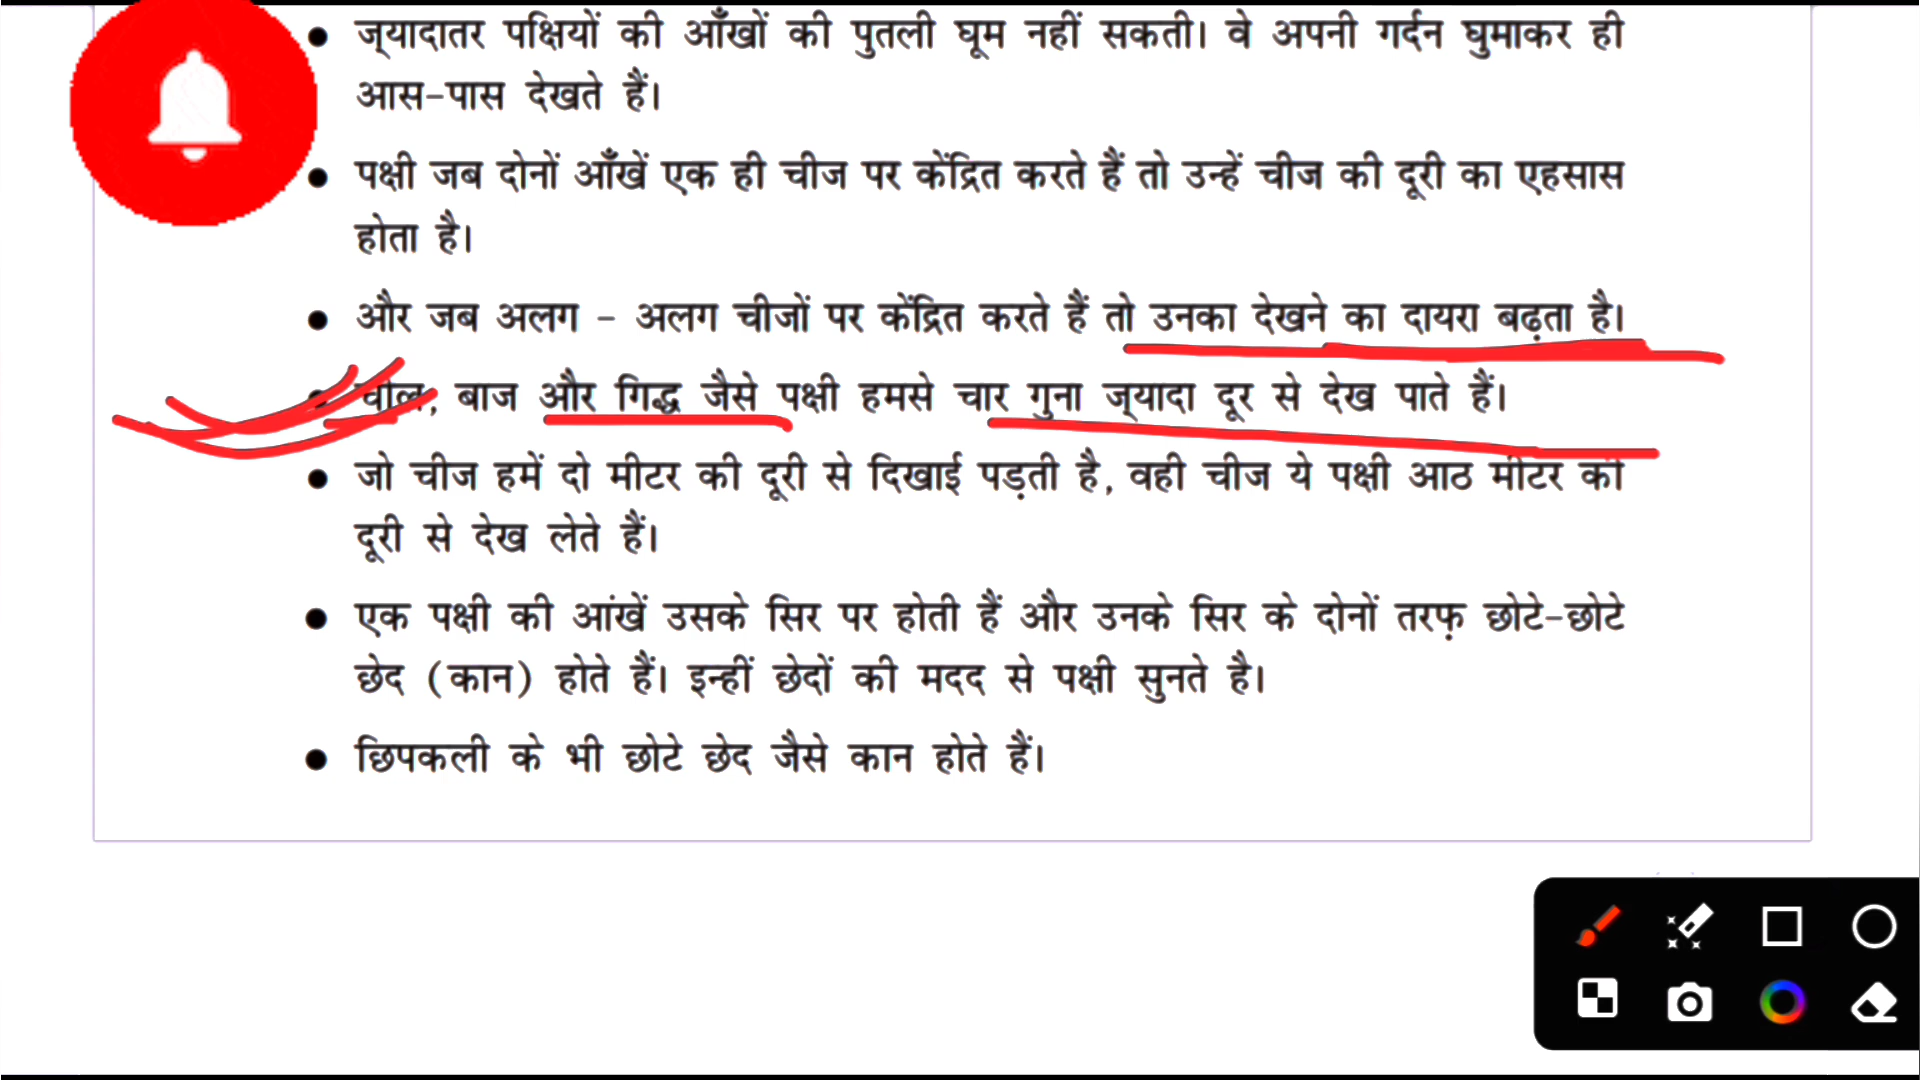 • ज्यादातर पक्षियों की आँखों की पुतली घूम नहीं सकती। वे अपनी गर्दन घुमाकर ही
आस-पास देखते हैं।
• पक्षी जब दोनों आँखें एक ही चीज पर केंद्रित करते हैं तो उन्हें चीज की दूरी का एहसास
होता है।
• और जब अलग - अलग चीजों पर केंद्रित करते हैं तो उनका देखने का दायरा बढ़ता है।
• चील, बाज और गिद्ध जैसे पक्षी हमसे चार गुना ज्यादा दूर से देख पाते हैं।
• जो चीज हमें दो मीटर की दूरी से दिखाई पड़ती है, वही चीज ये पक्षी आठ मीटर की
दूरी से देख लेते हैं।
• एक पक्षी की आंखें उसके सिर पर होती हैं और उनके सिर के दोनों तरफ़ छोटे-छोटे
छेद (कान) होते हैं। इन्हीं छेदों की मदद से पक्षी सुनते है।
• छिपकली के भी छोटे छेद जैसे कान होते हैं।